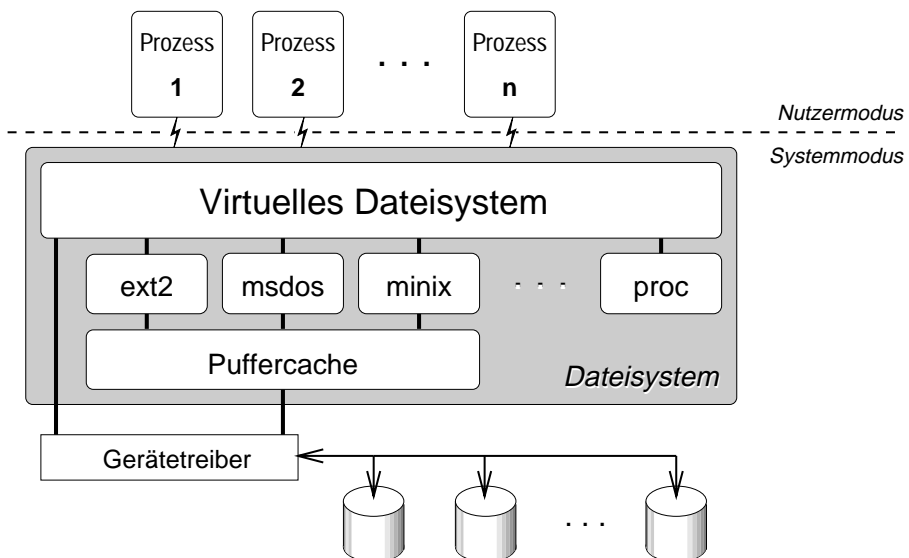 Prozess Prozess . . . Prozess
1 2 n
Nutzermodus
Systemmodus
Virtuelles Dateisystem
ext2 msdos minix . . . proc
Puffercache
Dateisystem
Gerätetreiber
. . .